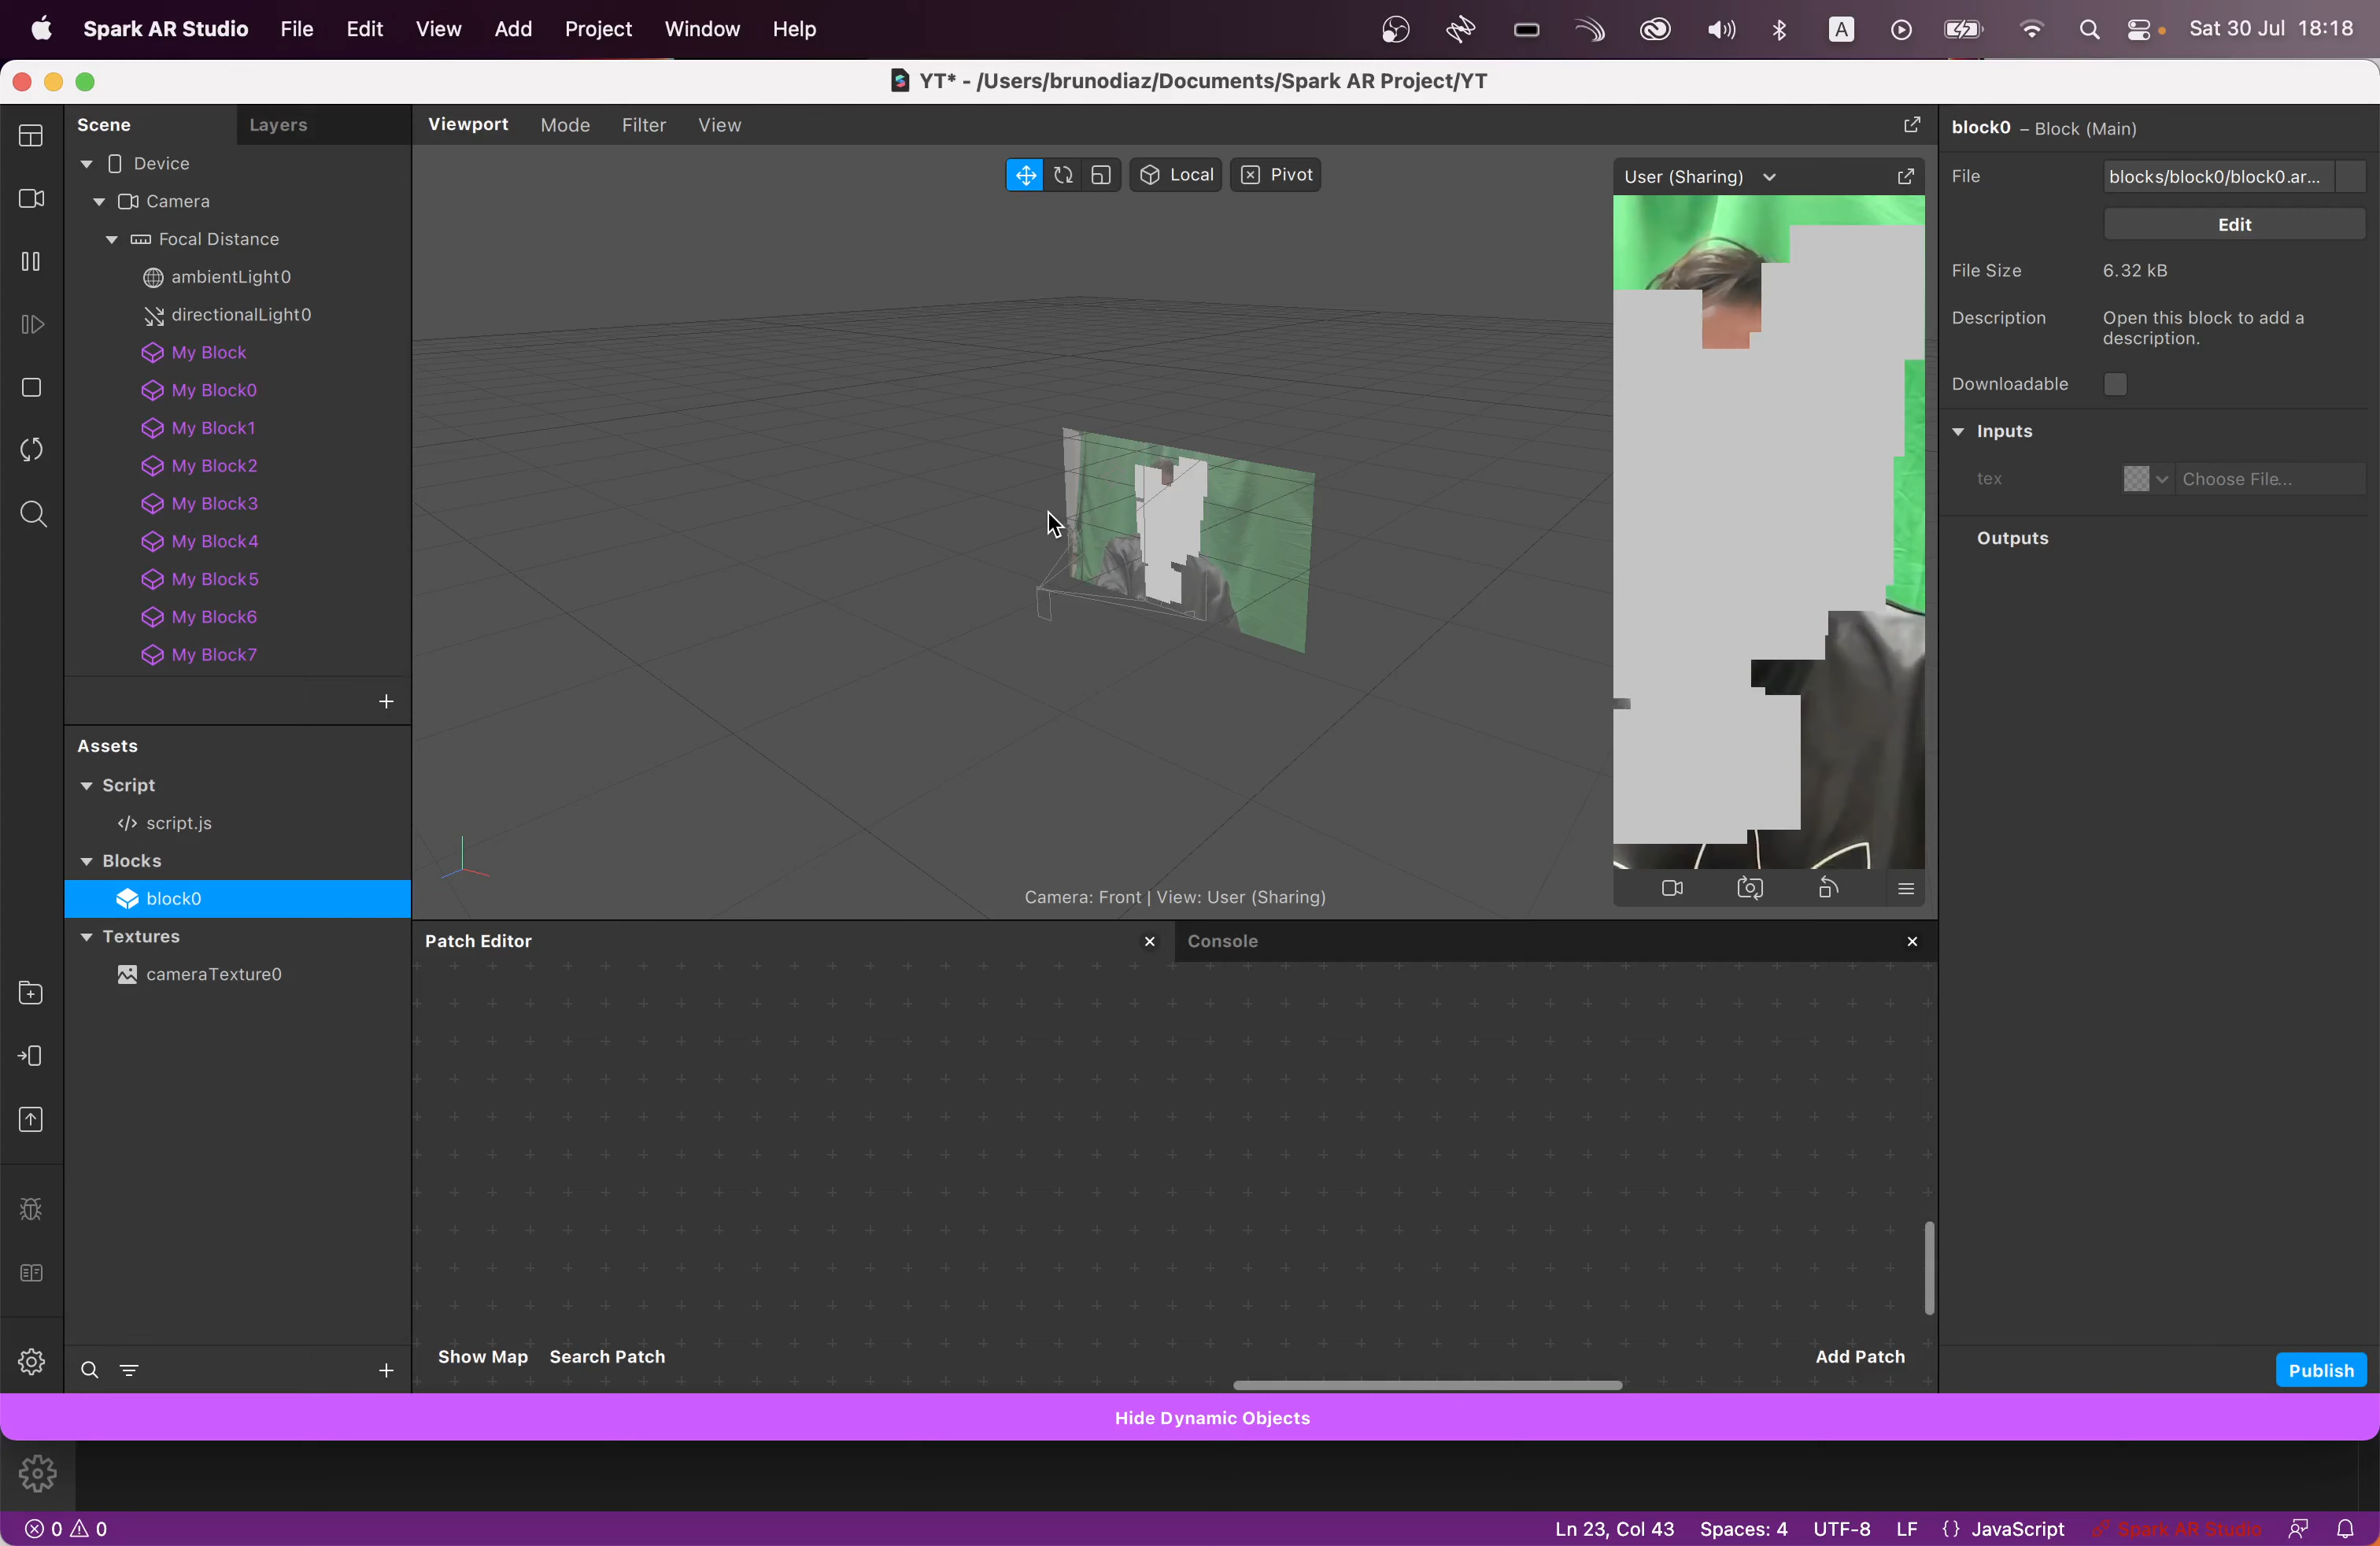 Spark AR Studio File Edit View Add Project Window Help A Sat 30 Jul 18:18
YT* - /Users/brunodiaz/Documents/Spark AR Project/YT
Scene Layers
Device
Camera
Focal Distance
ambientLight0
directionalLight0
My Block
My Block0
My Block1
My Block2
My Block3
My Block4
My Block5
My Block6
My Block7
Assets
Script
script.js
Blocks
block0
Textures
cameraTexture0
Viewport Mode Filter View
Local Pivot
User (Sharing)
Camera: Front | View: User (Sharing)
Patch Editor
Console
Show Map Search Patch Add Patch
block0 – Block (Main)
File blocks/block0/block0.ar...
Edit
File Size 6.32 kB
Description Open this block to add a
description.
Downloadable
Inputs
tex Choose File...
Outputs
Publish
Hide Dynamic Objects
0 0 Ln 23, Col 43 Spaces: 4 UTF-8 LF {} JavaScript Spark AR Studio